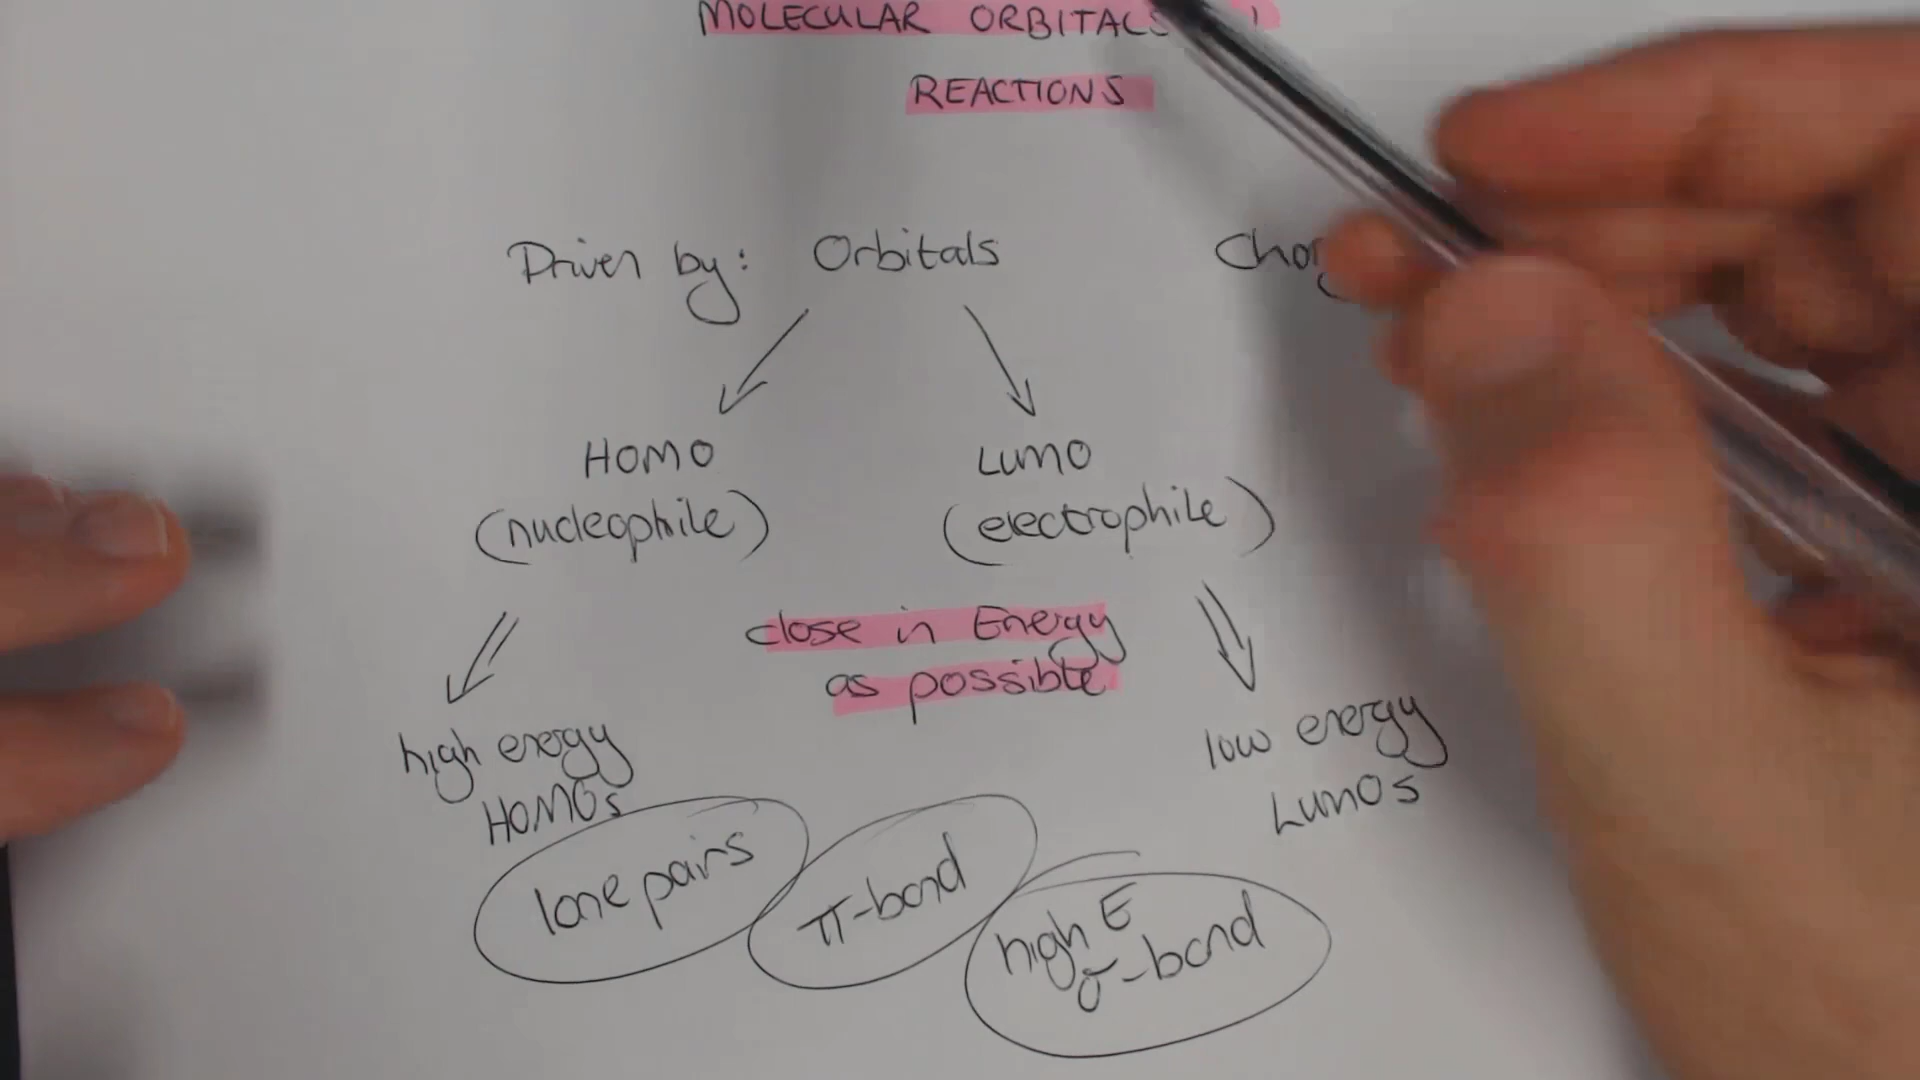 MOLECULAR ORBITALS
REACTIONS
Driven by: Orbitals
HOMO LUMO
(nucleophile) (electrophile)
close in Energy
as possible
high energy
HOMOs
low energy
LUMOs
lone pairs
π-bond
high E
σ-bond